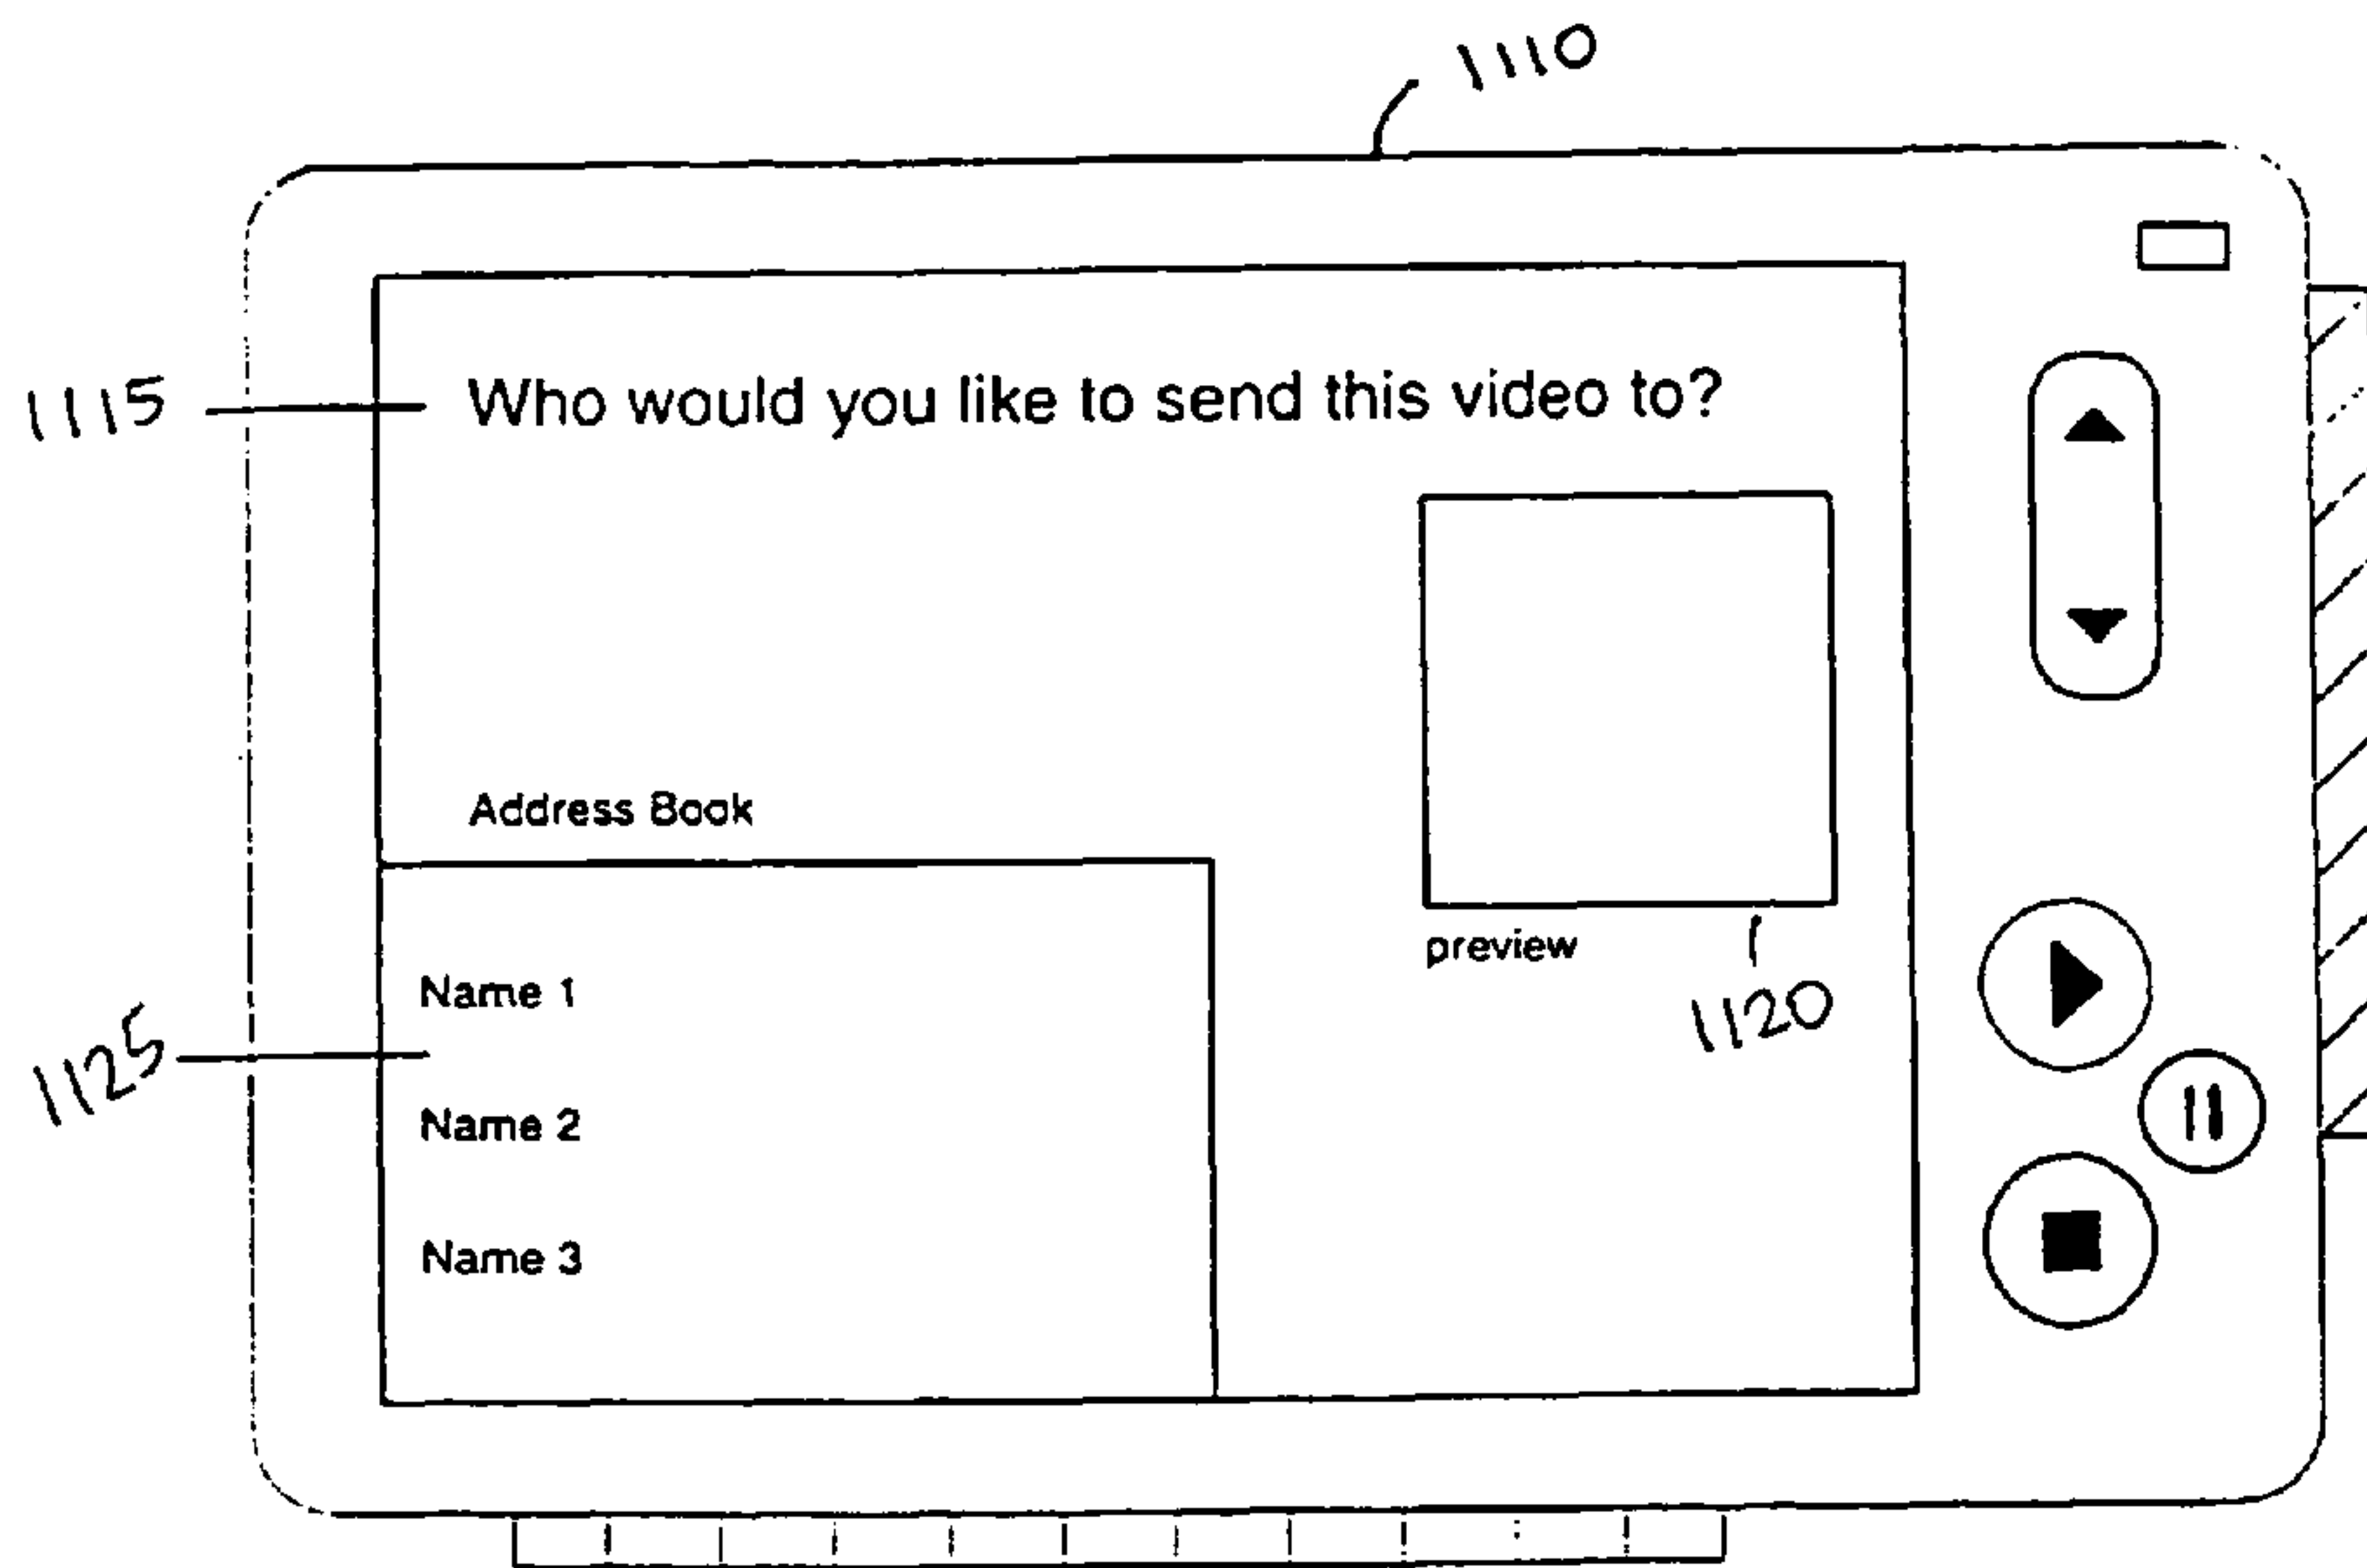 1110
1115
Who would you like to send this video to?
Address Book
preview
1120
Name 1
1125
Name 2
Name 3